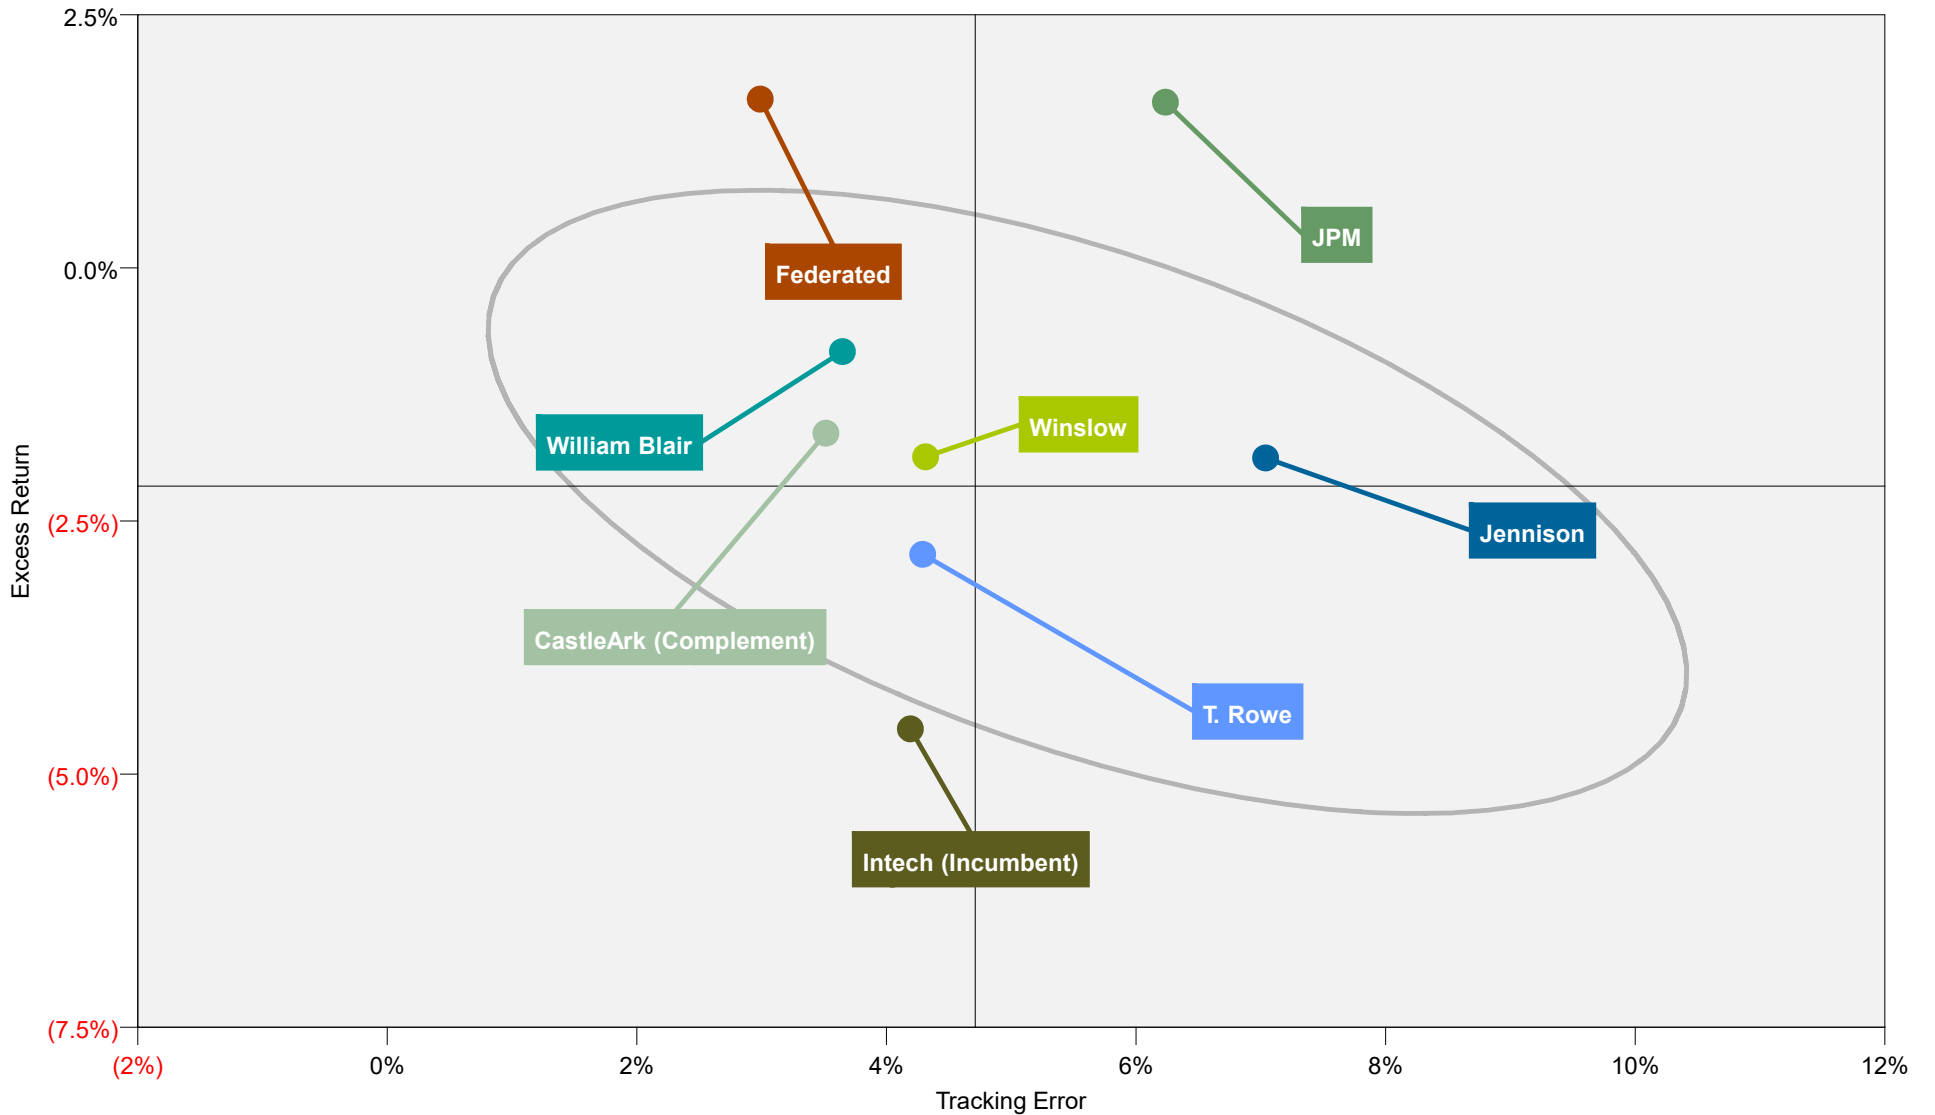 2.5%
0.0%
(2.5%)
(5.0%)
(7.5%)
Excess Return
Federated
JPM
William Blair
Winslow
Jennison
CastleArk (Complement)
T. Rowe
Intech (Incumbent)
(2%)
0%
2%
4%
6%
8%
10%
12%
Tracking Error